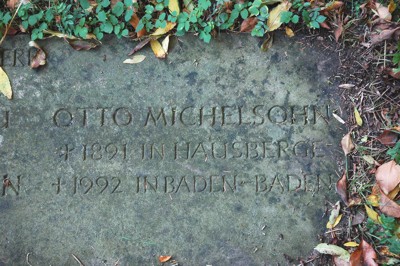 OTTO MICHELSOHN
1891 IN HAUSBERGE
+ 1992 IN BADEN-BADEN